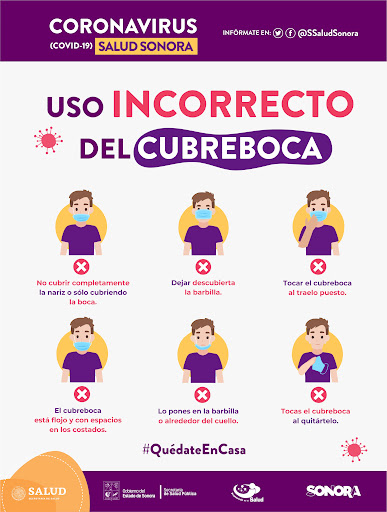 CORONAVIRUS
(COVID-19) SALUD SONORA
INFÓRMATE EN: @SSaludSonora
USO INCORRECTO
DEL CUBREBOCA
No cubrir completamente
la nariz o sólo cubriendo
la boca.
Dejar descubierta
la barbilla.
Tocar el cubreboca
al traelo puesto.
El cubreboca
está flojo y con espacios
en los costados.
Lo pones en la barbilla
o alrededor del cuello.
Tocas el cubreboca
al quitártelo.
#QuédateEnCasa
SALUD
Gobierno del
Estado de Sonora
Secretaría
de Salud Pública
Salud
SONORA